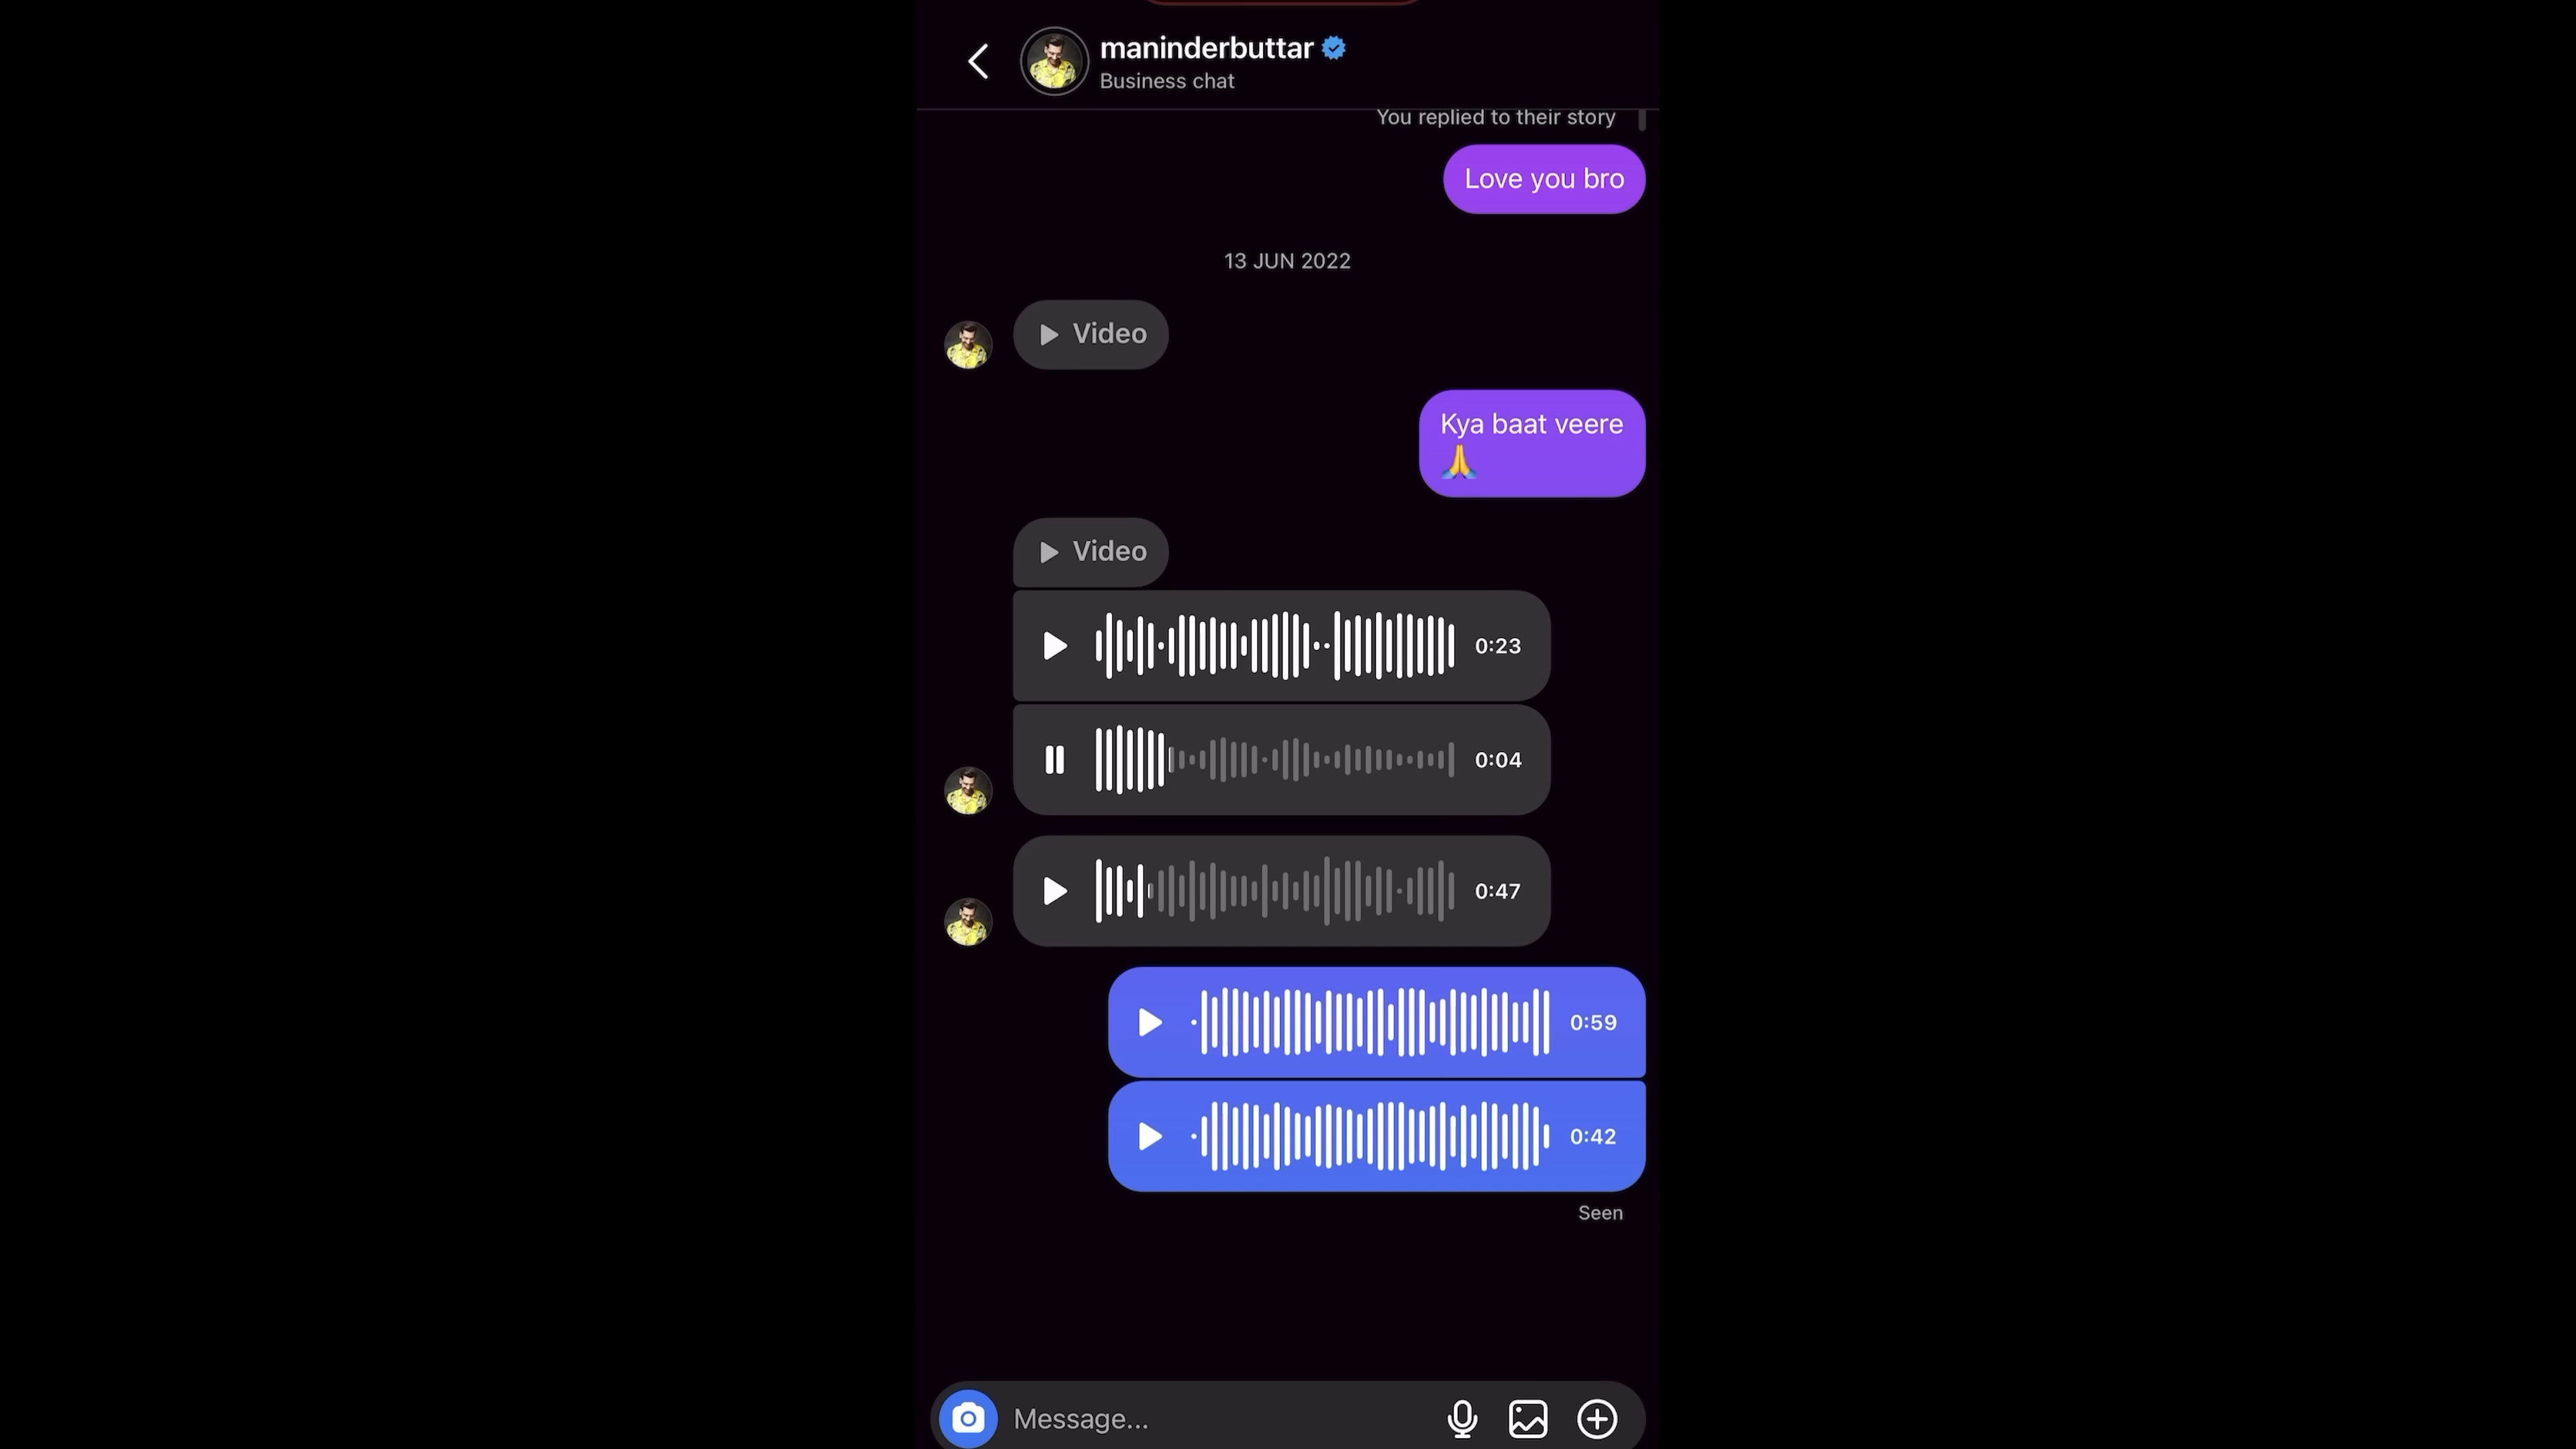 maninderbuttar
Business chat
You replied to their story
Love you bro
13 JUN 2022
Video
Kya baat veere
🙏
Video
0:23
0:04
0:47
0:59
0:42
Seen
Message...